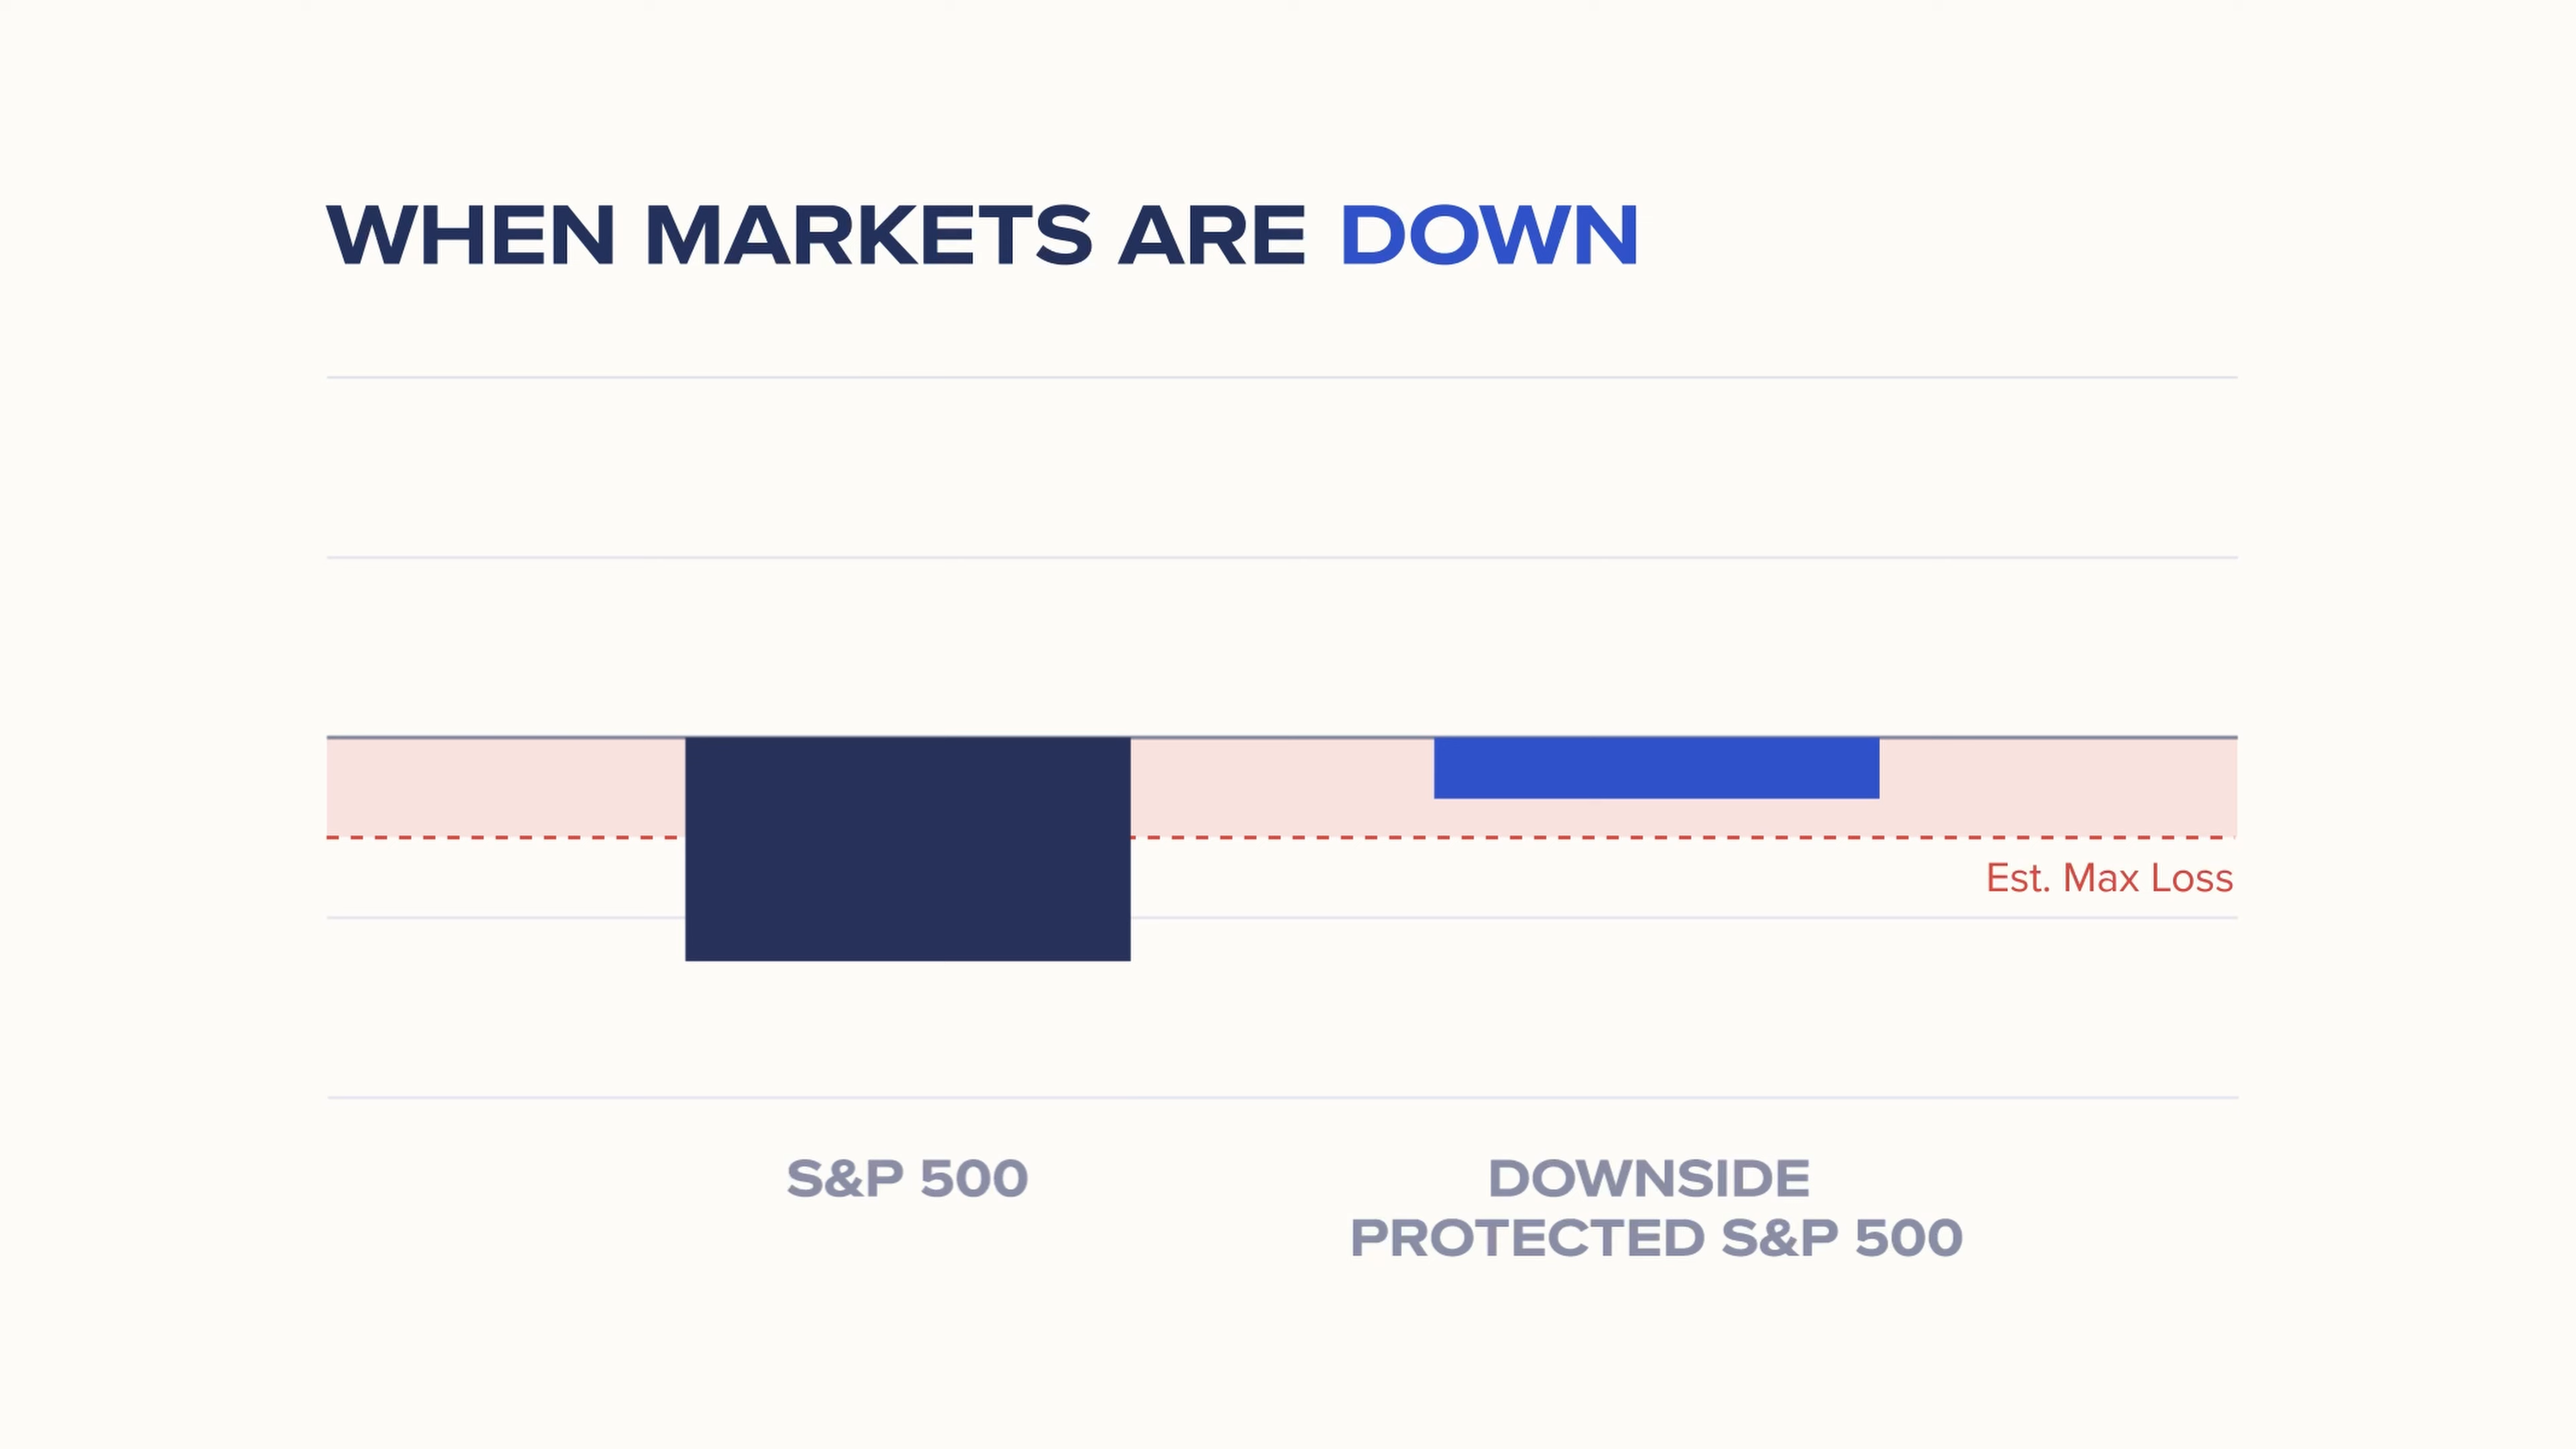 WHEN MARKETS ARE DOWN
Est. Max Loss
S&P 500
DOWNSIDE
PROTECTED S&P 500